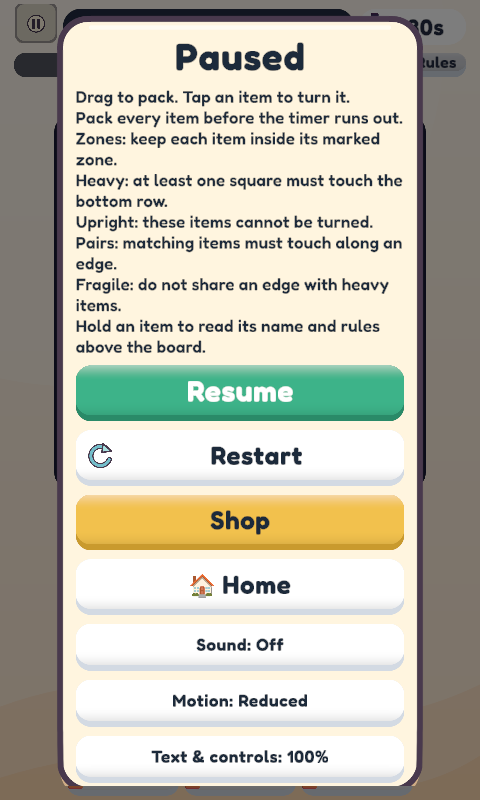 Paused
Drag to pack. Tap an item to turn it.
Pack every item before the timer runs out.
Zones: keep each item inside its marked
zone.
Heavy: at least one square must touch the
bottom row.
Upright: these items cannot be turned.
Pairs: matching items must touch along an
edge.
Fragile: do not share an edge with heavy
items.
Hold an item to read its name and rules
above the board.
Resume
Restart
Shop
Home
Sound: Off
Motion: Reduced
Text & controls: 100%